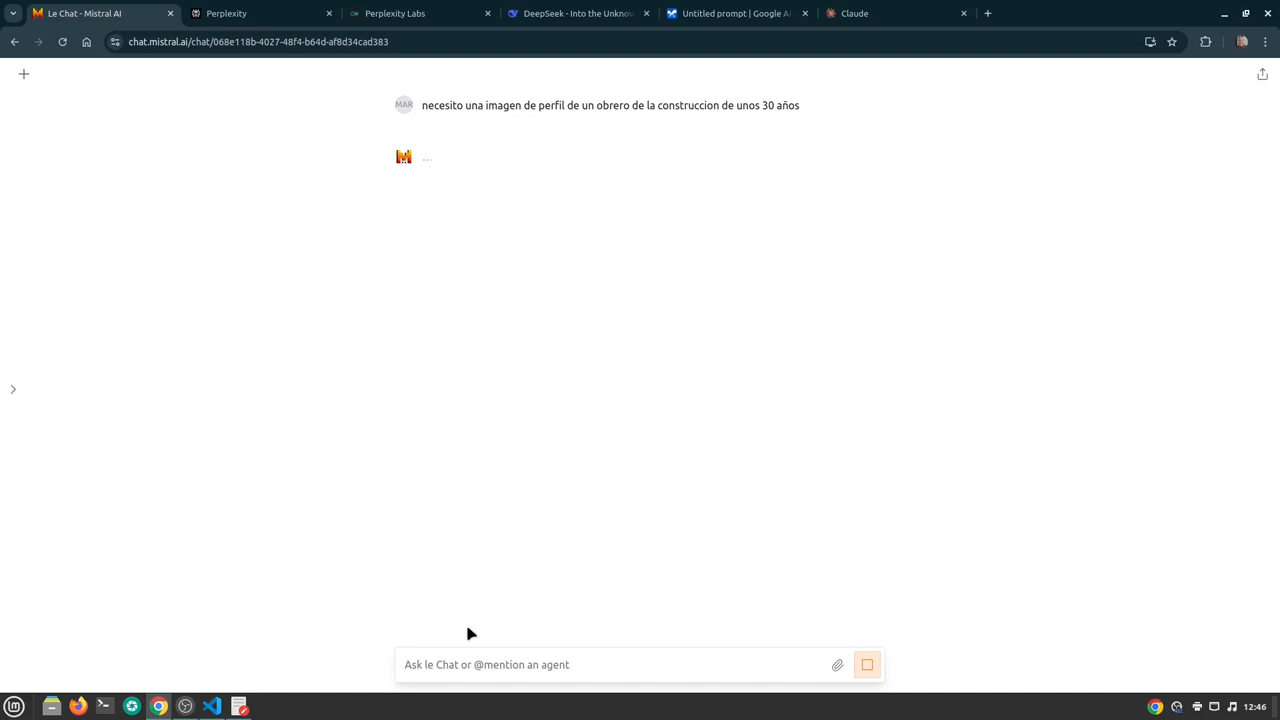 Le Chat - Mistral AI
Perplexity
Perplexity Labs
DeepSeek - Into the Unknow
Untitled prompt | Google AI
Claude
chat.mistral.ai/chat/068e118b-4027-48f4-b64d-af8d34cad383
MAR
necesito una imagen de perfil de un obrero de la construccion de unos 30 años
...
Ask le Chat or @mention an agent
12:46